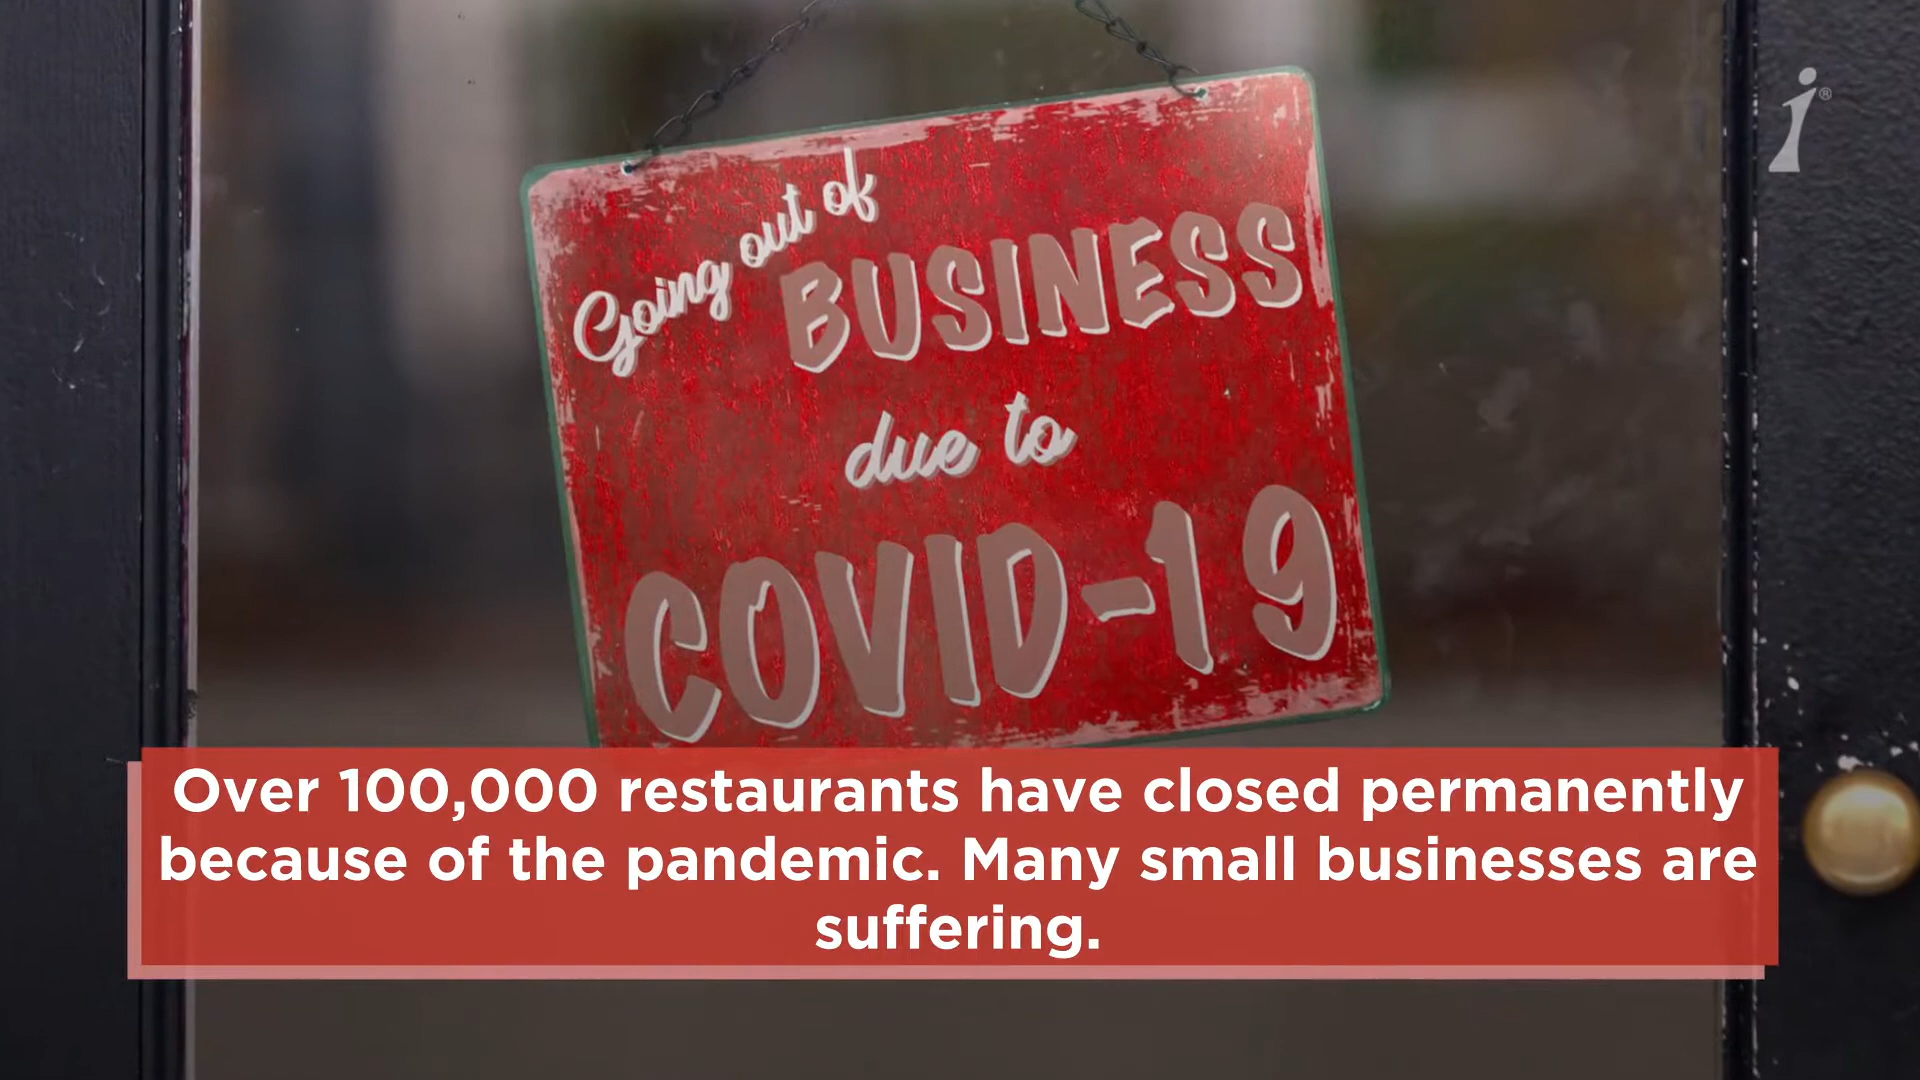 Going out of
BUSINESS
due to
COVID-19
i®
Over 100,000 restaurants have closed permanently
because of the pandemic. Many small businesses are
suffering.